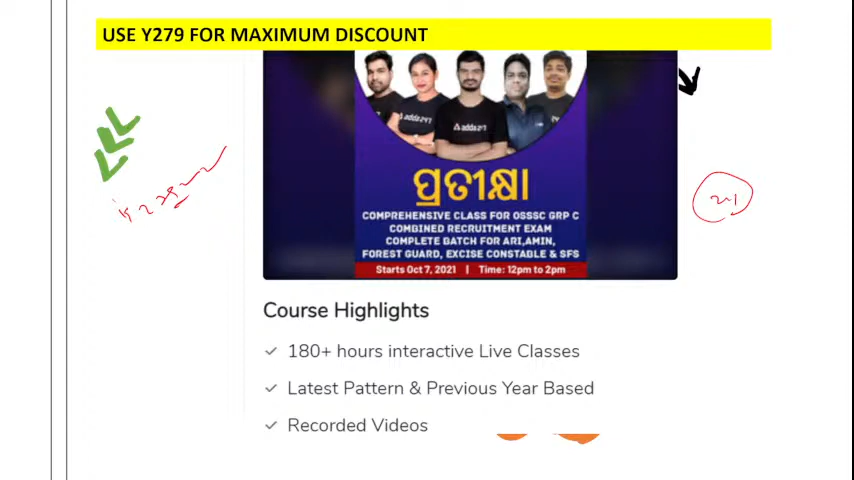 USE Y279 FOR MAXIMUM DISCOUNT
adda247
adda247
ପ୍ରତୀକ୍ଷା
COMPREHENSIVE CLASS FOR OSSSC GRP C
COMBINED RECRUITMENT EXAM
COMPLETE BATCH FOR ARI,AMIN,
FOREST GUARD, EXCISE CONSTABLE & SFS
Starts Oct 7, 2021 | Time: 12pm to 2pm
Course Highlights
180+ hours interactive Live Classes
Latest Pattern & Previous Year Based
Recorded Videos